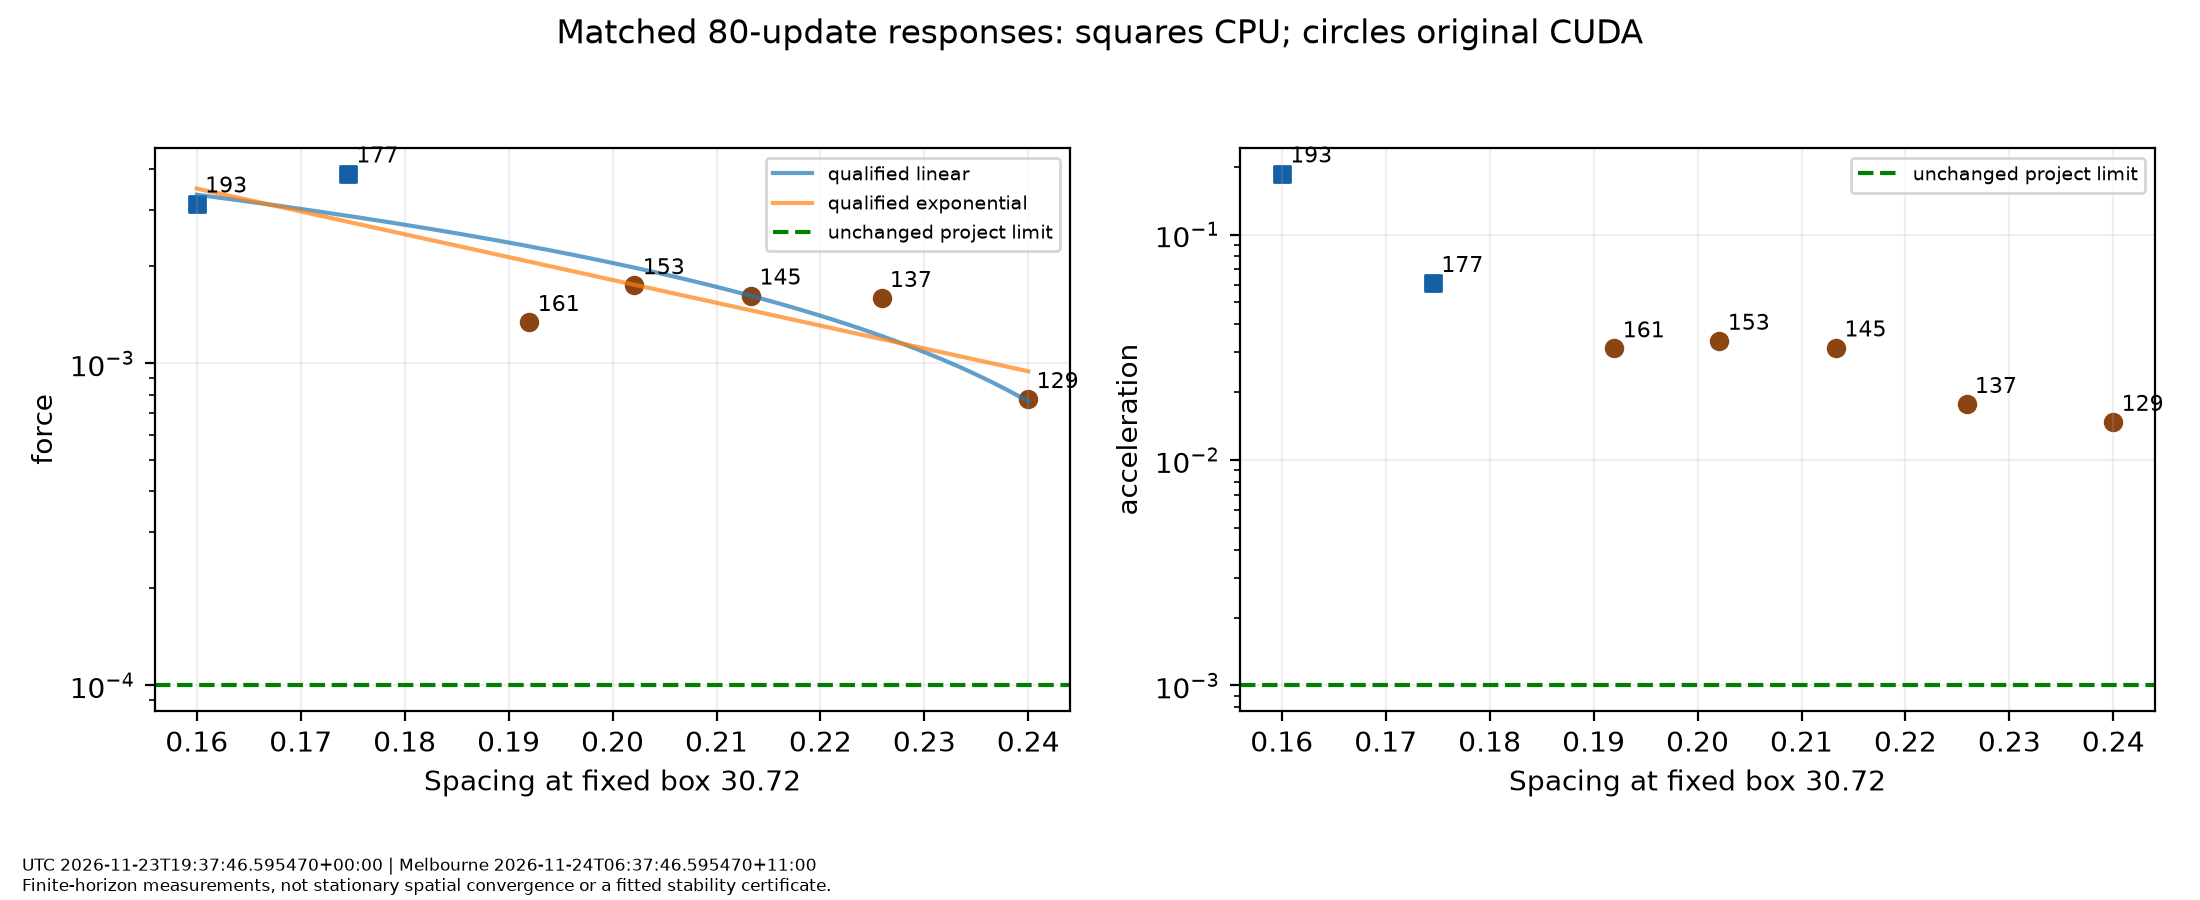 Matched 80-update responses: squares CPU; circles original CUDA
force
10⁻³
10⁻⁴
193
177
161
153
145
137
129
qualified linear
qualified exponential
unchanged project limit
0.16 0.17 0.18 0.19 0.20 0.21 0.22 0.23 0.24
Spacing at fixed box 30.72
acceleration
10⁻¹
10⁻²
10⁻³
193
177
161
153
145
137
129
unchanged project limit
0.16 0.17 0.18 0.19 0.20 0.21 0.22 0.23 0.24
Spacing at fixed box 30.72
UTC 2026-11-23T19:37:46.595470+00:00 | Melbourne 2026-11-24T06:37:46.595470+11:00
Finite-horizon measurements, not stationary spatial convergence or a fitted stability certificate.